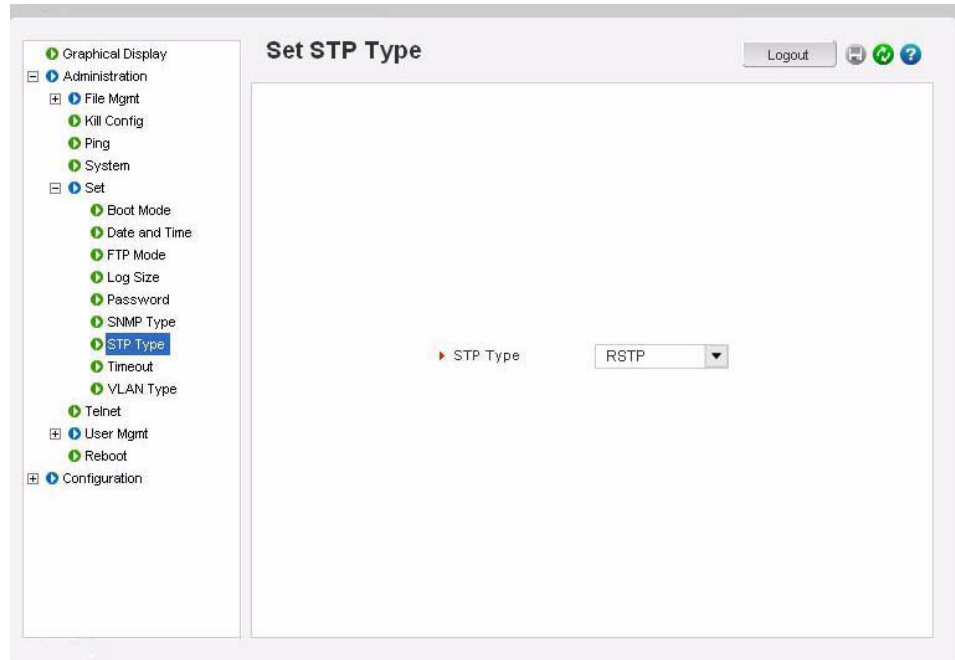 Set STP Type
Logout
?
Graphical Display
Administration
File Mgmt
Kill Config
Ping
System
Set
Boot Mode
Date and Time
FTP Mode
Log Size
Password
SNMP Type
STP Type
Timeout
VLAN Type
Telnet
User Mgmt
Reboot
Configuration
STP Type RSTP